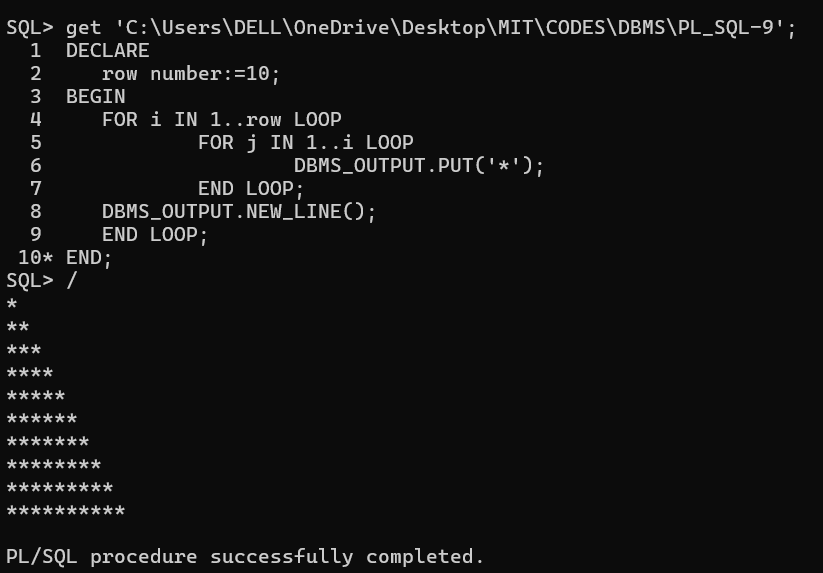 SQL> get 'C:\Users\DELL\OneDrive\Desktop\MIT\CODES\DBMS\PL_SQL-9';
  1  DECLARE
  2     row number:=10;
  3  BEGIN
  4     FOR i IN 1..row LOOP
  5             FOR j IN 1..i LOOP
  6                     DBMS_OUTPUT.PUT('*');
  7             END LOOP;
  8     DBMS_OUTPUT.NEW_LINE();
  9     END LOOP;
 10* END;
SQL> /
*
**
***
****
*****
******
*******
********
*********
**********

PL/SQL procedure successfully completed.